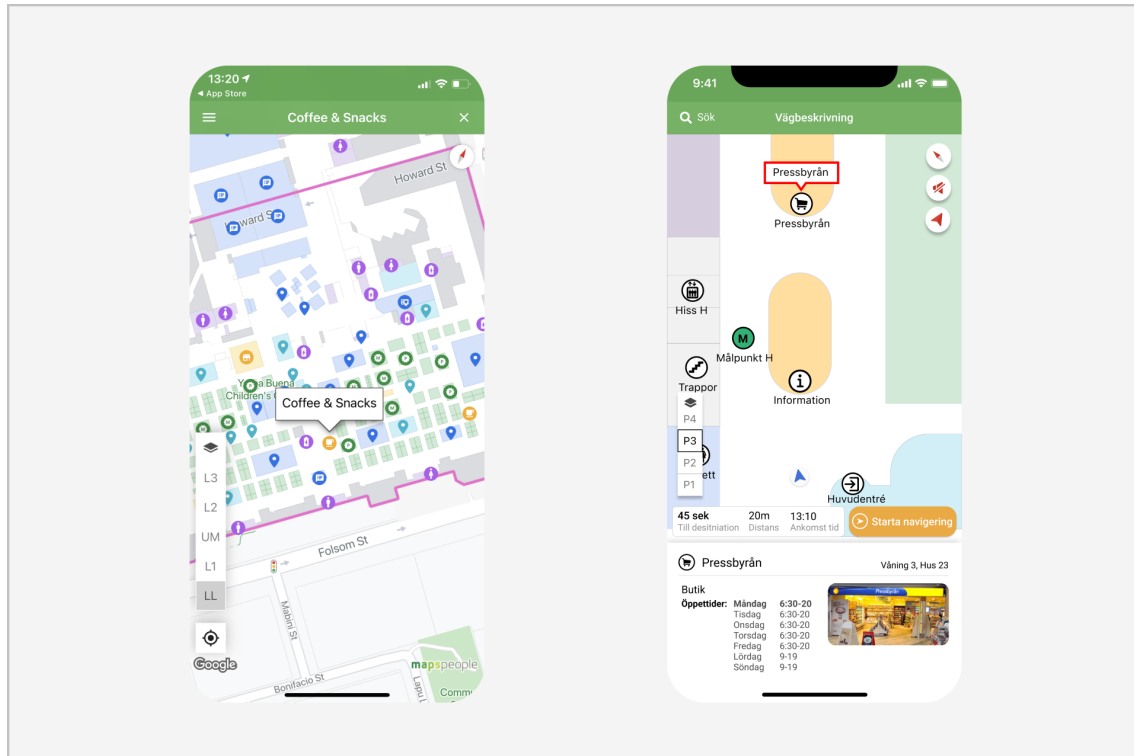 13:20
App Store
Coffee & Snacks
Howard St
Howard St
Yerba Buena
Children's
Coffee & Snacks
L3
L2
UM
L1
LL
Folsom St
Mabini St
Google
mapspeople
Bonifacio St
Lapu L
Comm
9:41
Sök
Vägbeskrivning
Pressbyrån
Pressbyrån
Hiss H
M
Målpunkt H
Trappor
Information
P4
P3
P2
P1
ett
Huvudentré
45 sek
20m
13:10
Till desitniation
Distans
Ankomst tid
Starta navigering
Pressbyrån
Våning 3, Hus 23
Butik
Öppettider: Måndag 6:30-20
Tisdag 6:30-20
Onsdag 6:30-20
Torsdag 6:30-20
Fredag 6:30-20
Lördag 9-19
Söndag 9-19
Pressbyrån